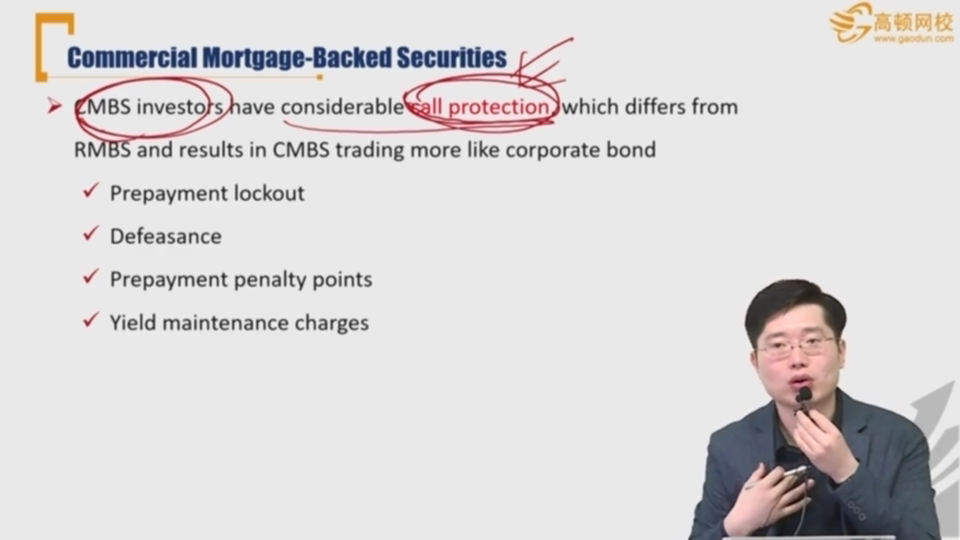 高顿网校
www.gaodun.com
Commercial Mortgage-Backed Securities
CMBS investors have considerable call protection, which differs from
RMBS and results in CMBS trading more like corporate bond
Prepayment lockout
Defeasance
Prepayment penalty points
Yield maintenance charges